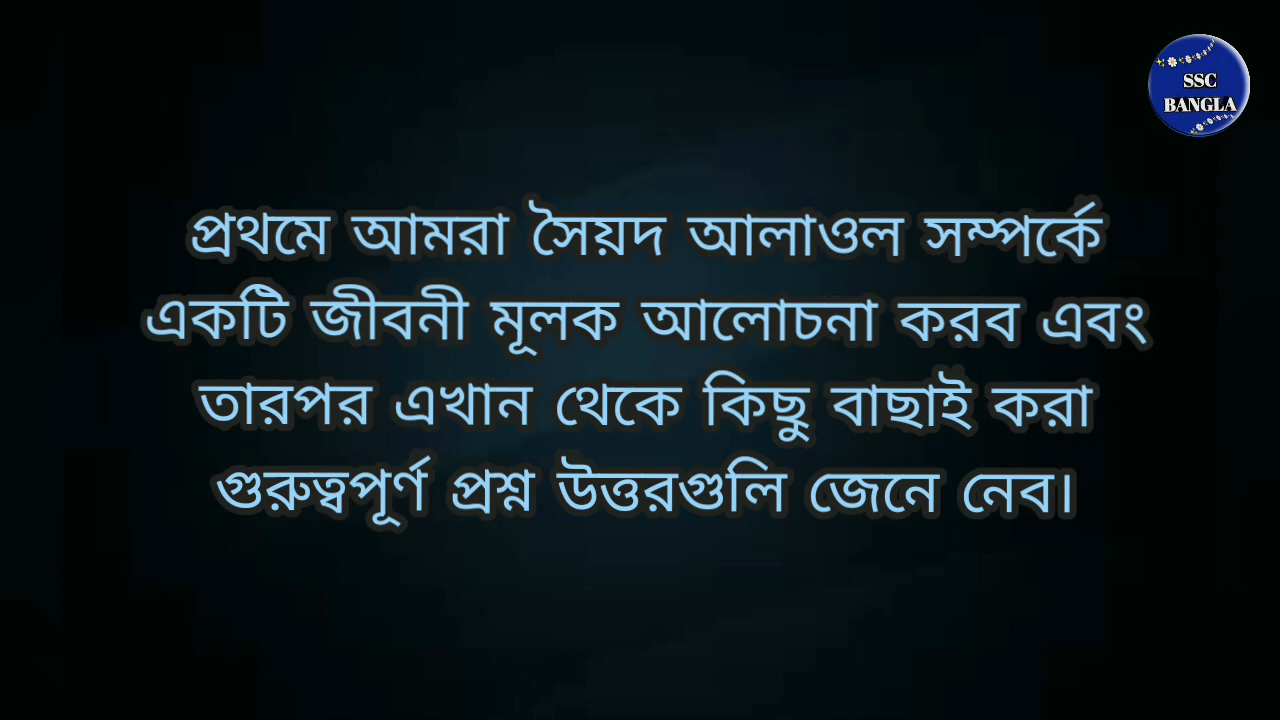 SSC
BANGLA
প্রথমে আমরা সৈয়দ আলাওল সম্পর্কে
একটি জীবনী মূলক আলোচনা করব এবং
তারপর এখান থেকে কিছু বাছাই করা
গুরুত্বপূর্ণ প্রশ্ন উত্তরগুলি জেনে নেব।